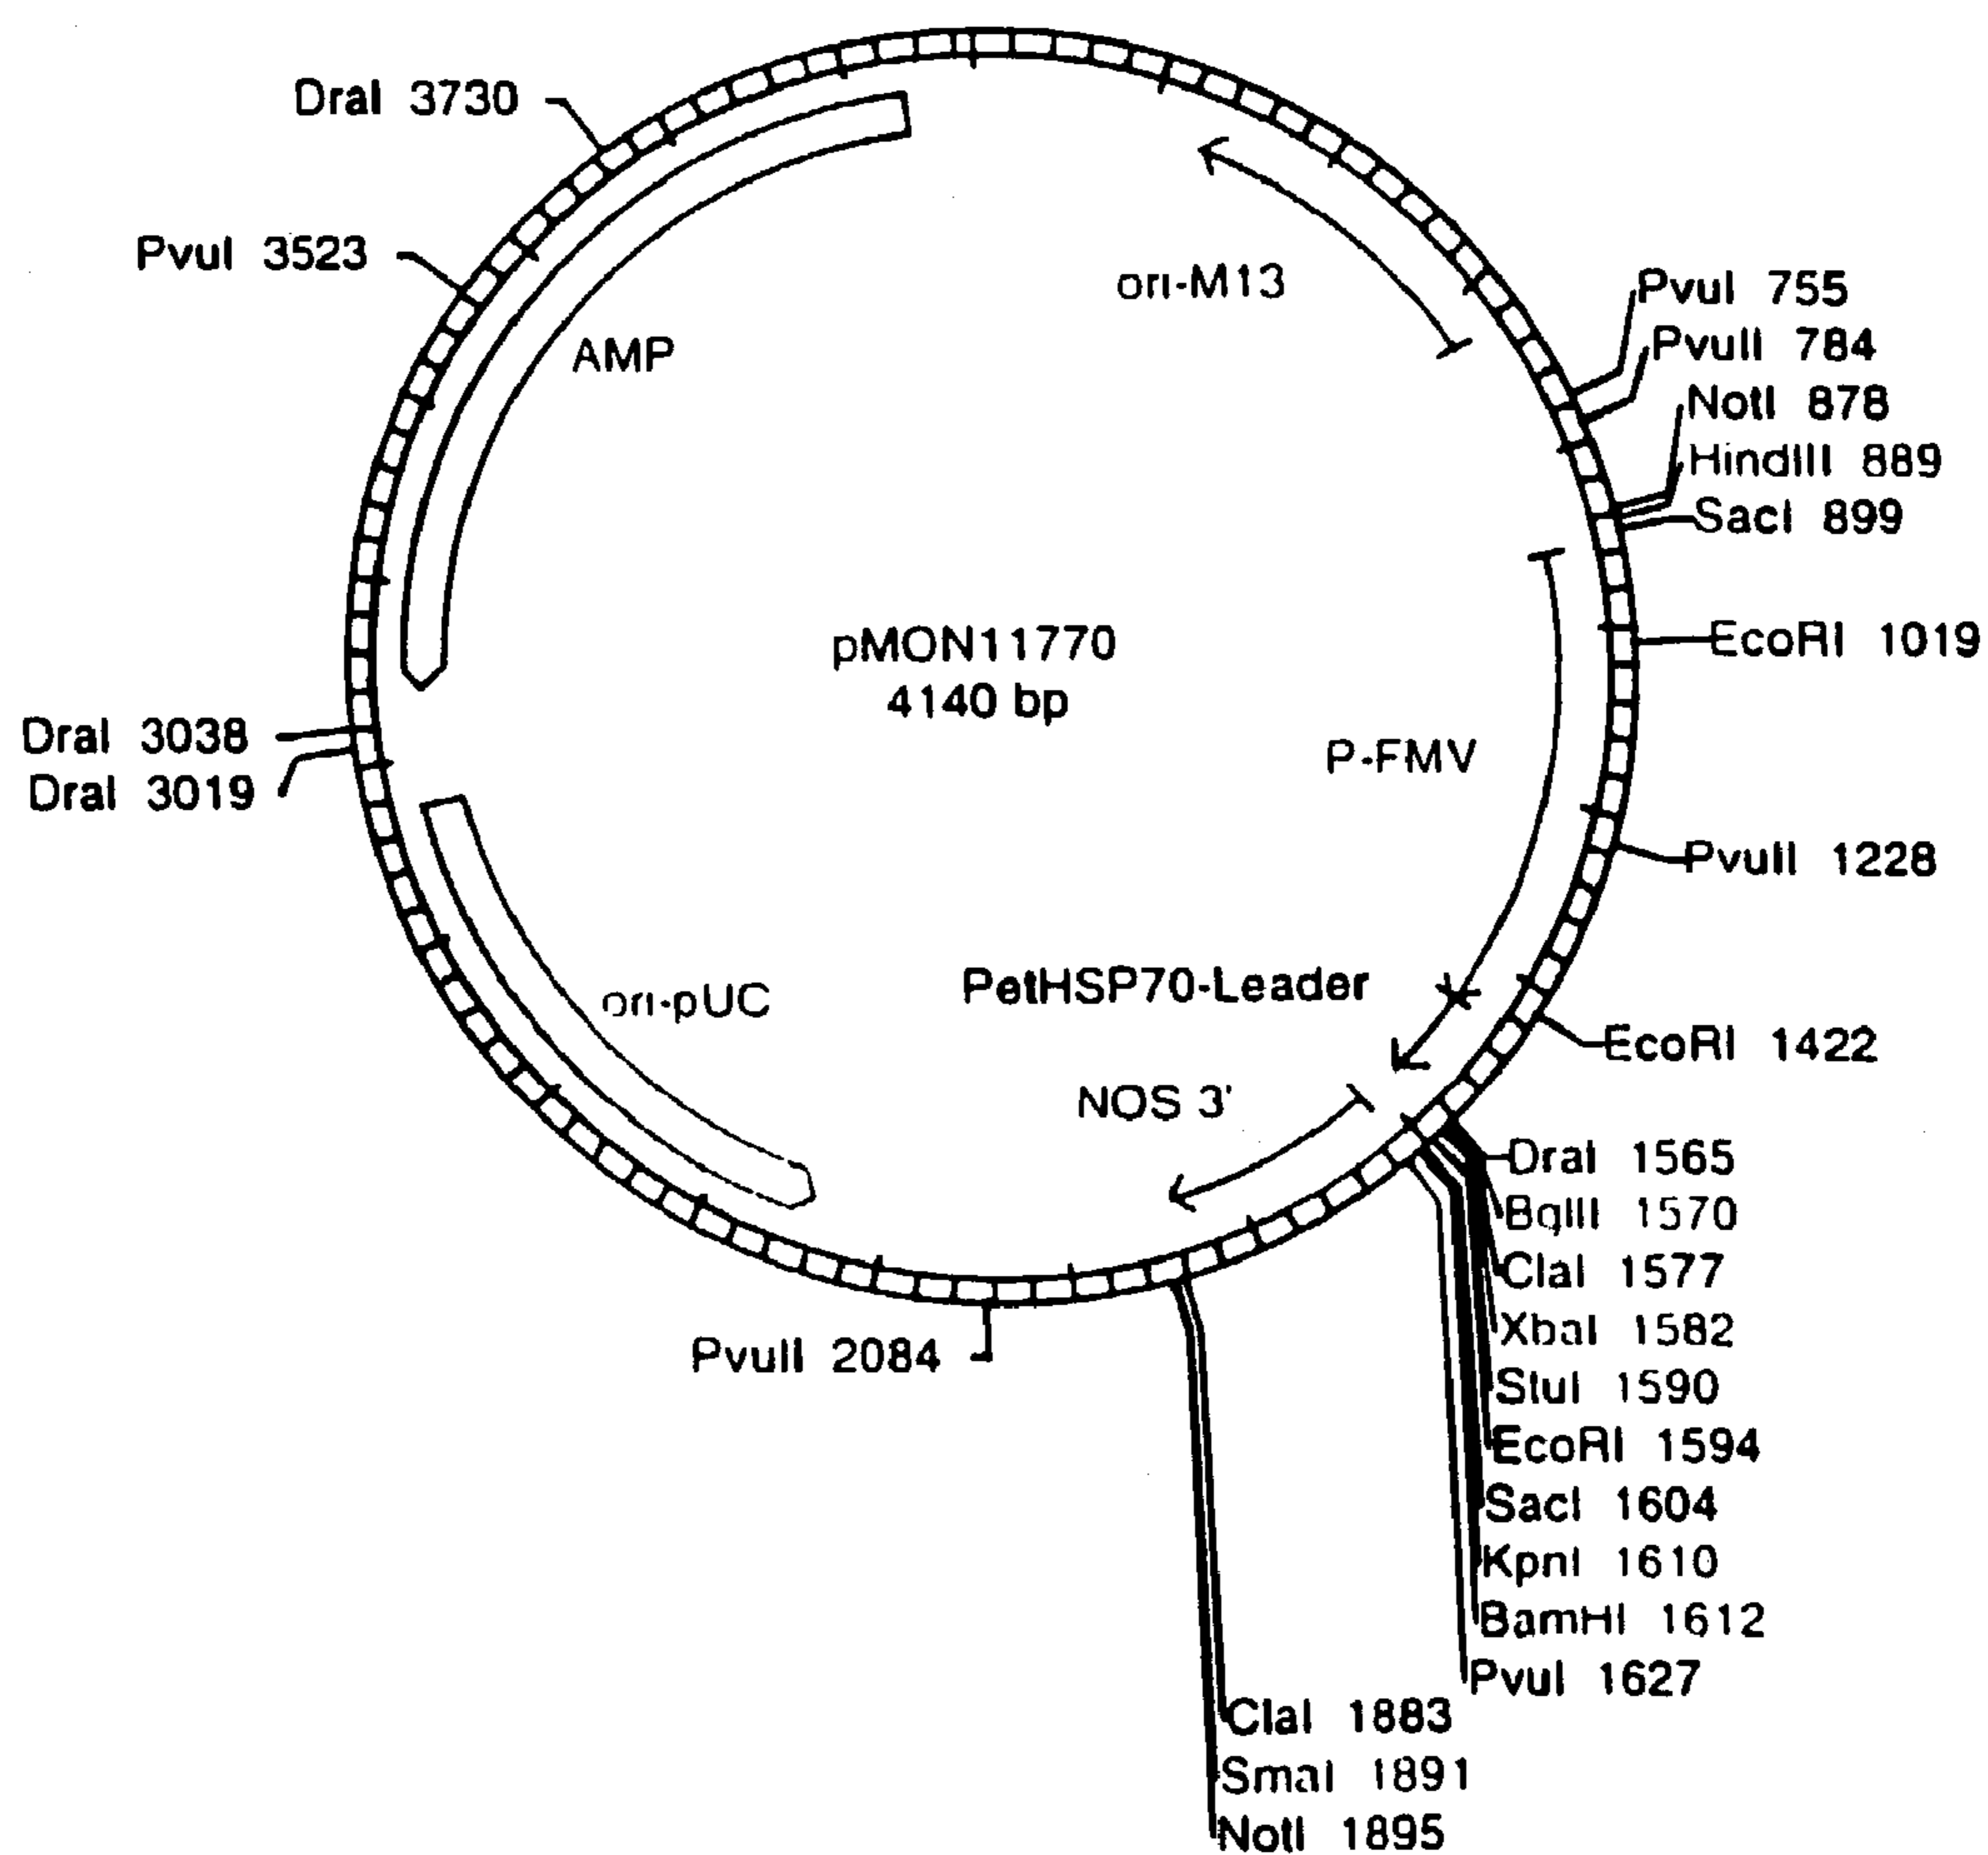 DraI 3730
PvuI 3523
AMP
ori-M13
PvuI 755
PvuII 784
NotI 878
HindIII 889
SacI 899
EcoRI 1019
pMON11770
4140 bp
P-FMV
DraI 3038
DraI 3019
PvuII 1228
PetHSP70-Leader
ori-pUC
EcoRI 1422
NOS 3'
DraI 1565
BglII 1570
ClaI 1577
XbaI 1582
StuI 1590
EcoRI 1594
SacI 1604
KpnI 1610
BamHI 1612
PvuI 1627
PvuII 2084
ClaI 1883
SmaI 1891
NotI 1895